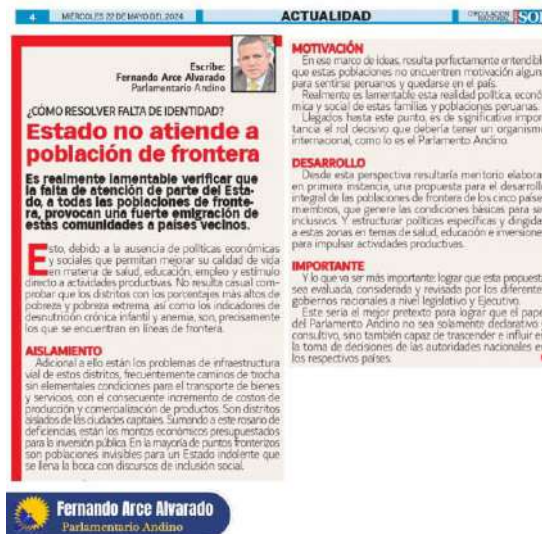 4 MIÉRCOLES 22 DE MAYO DEL 2024 ACTUALIDAD
Escribe:
Fernando Arce Alvarado
Parlamentario Andino
¿CÓMO RESOLVER FALTA DE IDENTIDAD?
Estado no atiende a
población de frontera
Es realmente lamentable verificar que
la falta de atención de parte del Esta-
do, a todas las poblaciones de fronte-
ra, provocan una fuerte emigración de
estas comunidades a países vecinos.
Esto, debido a la ausencia de políticas económicas
y sociales que permitan mejorar su calidad de vida
en materia de salud, educación, empleo y estímulo
directo a actividades productivas. No resulta casual com-
probar que los distritos con los porcentajes más altos de
pobreza y pobreza extrema, así como los indicadores de
desnutrición crónica infantil y anemia, son, precisamente
los que se encuentran en líneas de frontera.
AISLAMIENTO
Adicional a ello están los problemas de infraestructura
vial de estos distritos, frecuentemente caminos de trocha
sin elementales condiciones para el transporte de bienes
y servicios, con el consecuente incremento de costos de
producción y comercialización de productos. Son distritos
aislados de las ciudades capitales. Sumando a este rosario de
deficiencias, están los montos económicos presupuestados
para la inversión pública. En la mayoría de puntos fronterizos
son poblaciones invisibles para un Estado indolente que
se llena la boca con discursos de inclusión social.
MOTIVACIÓN
En ese marco de ideas, resulta perfectamente entendibl
que estas poblaciones no encuentren motivación algun
para sentirse peruanos y quedarse en el país.
Realmente es lamentable esta realidad política, econó
mica y social de estas familias y poblaciones peruanas.
Llegados hasta este punto, es de significativa impor
tancia el rol decisivo que debería tener un organism
internacional, como lo es el Parlamento Andino.
DESARROLLO
Desde esta perspectiva resultaría meritorio elabora
en primera instancia, una propuesta para el desarroll
integral de las poblaciones de frontera de los cinco paíse
miembros, que genere las condiciones básicas para se
inclusivos. Y estructurar políticas específicas y dirigida
a estas zonas en temas de salud, educación e inversione
para impulsar actividades productivas.
IMPORTANTE
Y lo que va ser más importante: lograr que esta propuest
sea evaluada, considerada y revisada por los diferente
gobiernos nacionales a nivel legislativo y Ejecutivo.
Este sería el mejor pretexto para lograr que el pape
del Parlamento Andino no sea solamente declarativo
consultivo, sino también capaz de trascender e influir e
la toma de decisiones de las autoridades nacionales e
los respectivos países.
Fernando Arce Alvarado
Parlamentario Andino